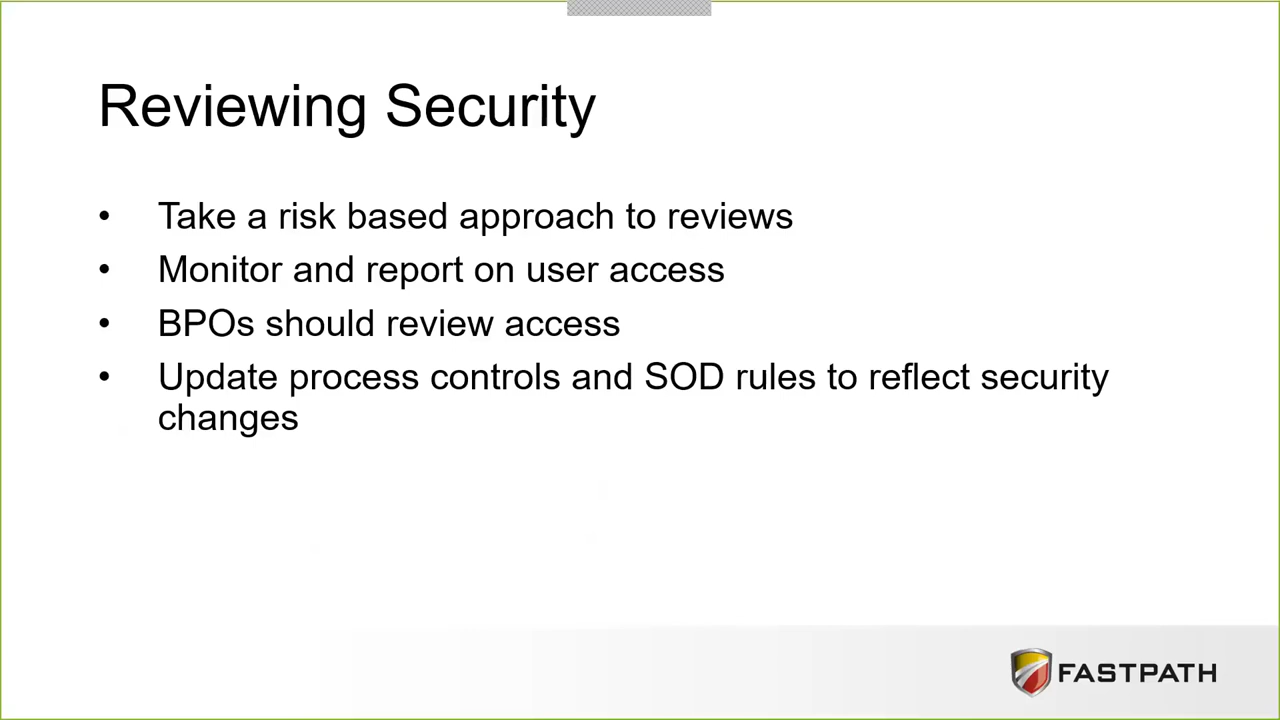 Reviewing Security
• Take a risk based approach to reviews
• Monitor and report on user access
• BPOs should review access
• Update process controls and SOD rules to reflect security
changes
FASTPATH